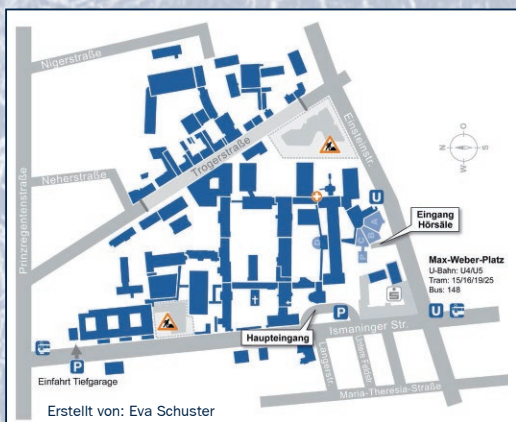 Nigerstraße
Prinzregentenstraße
Neherstraße
Trogerstraße
Einsteinstr.
O
N
S
W
U
Eingang
Hörsäle
A
B
C
D
Max-Weber-Platz
U-Bahn: U4/U5
Tram: 15/16/19/25
Bus: 148
S
P
U
Ismaninger Str.
Haupteingang
P
Einfahrt Tiefgarage
Langerstr.
Maria-Theresia-Straße
Erstellt von: Eva Schuster